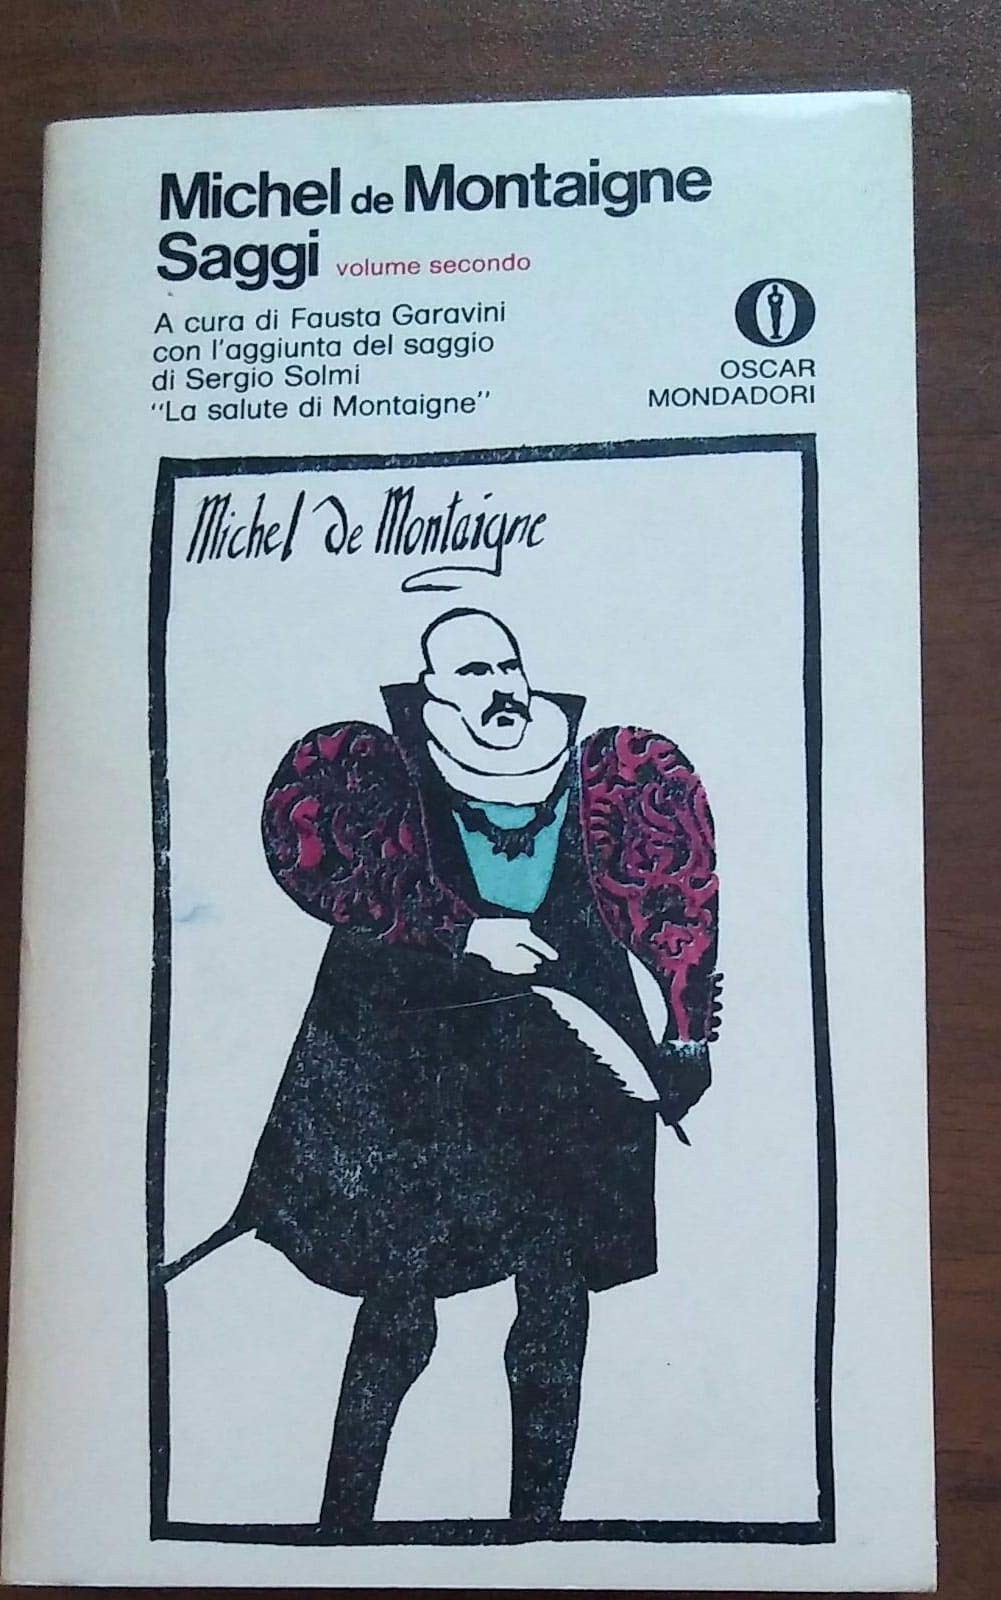 Michel de Montaigne
Saggi volume secondo
A cura di Fausta Garavini
con l'aggiunta del saggio
di Sergio Solmi
"La salute di Montaigne"
OSCAR
MONDADORI
Michel de Montaigne